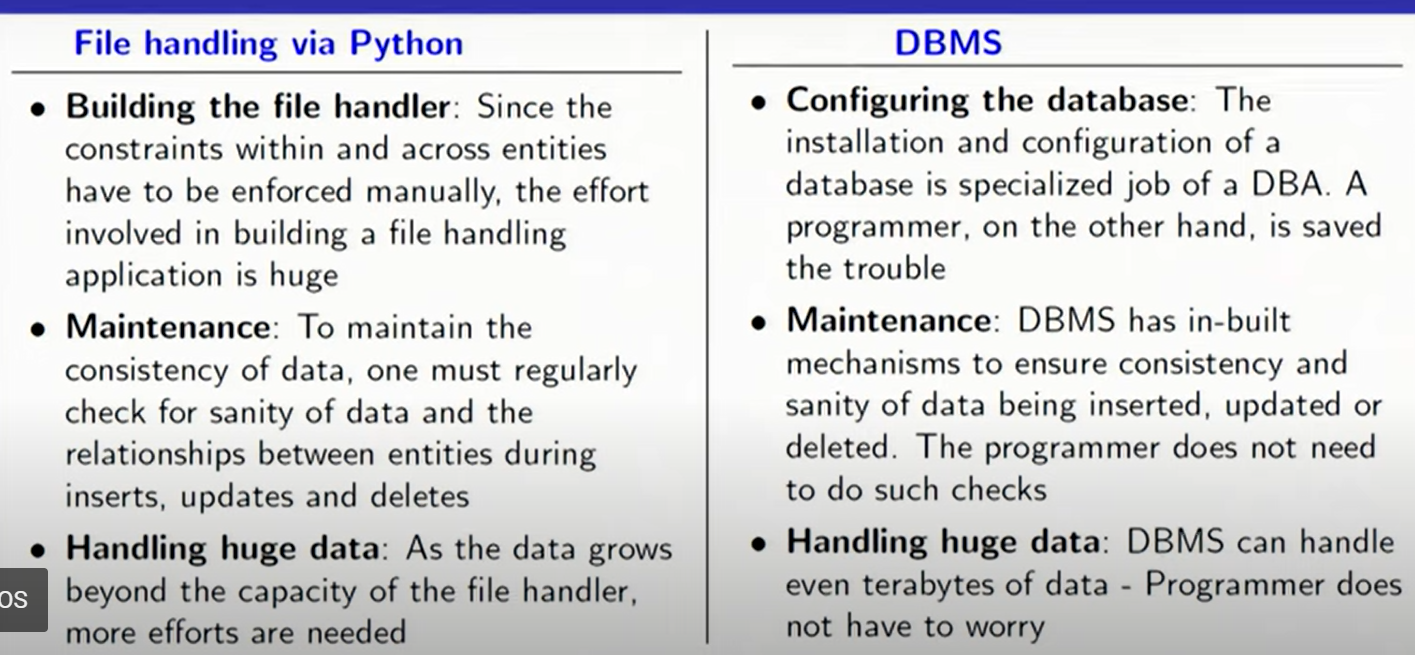 File handling via Python
• Building the file handler: Since the
constraints within and across entities
have to be enforced manually, the effort
involved in building a file handling
application is huge
• Maintenance: To maintain the
consistency of data, one must regularly
check for sanity of data and the
relationships between entities during
inserts, updates and deletes
• Handling huge data: As the data grows
beyond the capacity of the file handler,
more efforts are needed
OS
DBMS
• Configuring the database: The
installation and configuration of a
database is specialized job of a DBA. A
programmer, on the other hand, is saved
the trouble
• Maintenance: DBMS has in-built
mechanisms to ensure consistency and
sanity of data being inserted, updated or
deleted. The programmer does not need
to do such checks
• Handling huge data: DBMS can handle
even terabytes of data - Programmer does
not have to worry